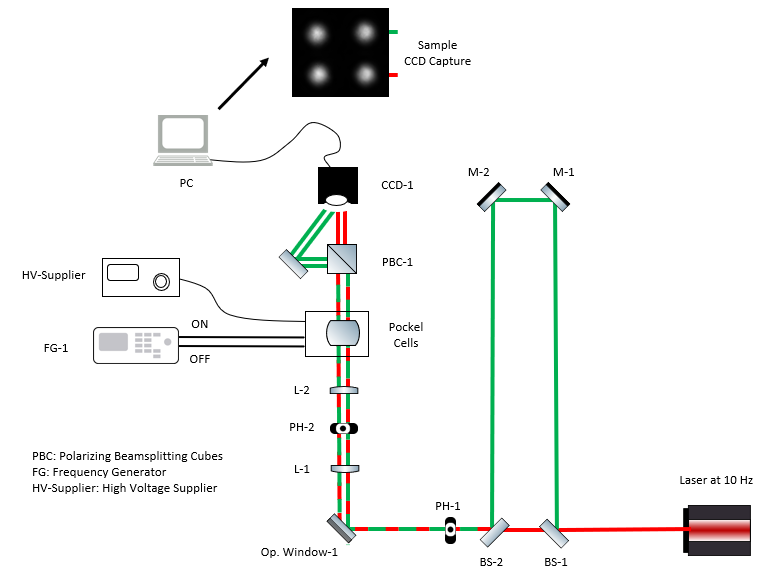 Sample
CCD Capture
PC
CCD-1
M-2
M-1
PBC-1
HV-Supplier
ON
Pockel
Cells
FG-1
OFF
L-2
PH-2
PBC: Polarizing Beamsplitting Cubes
FG: Frequency Generator
HV-Supplier: High Voltage Supplier
L-1
Laser at 10 Hz
PH-1
Op. Window-1
BS-2
BS-1